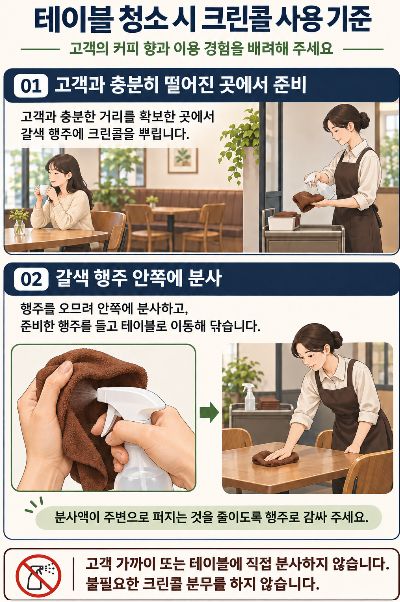 테이블 청소 시 크린콜 사용 기준
고객의 커피 향과 이용 경험을 배려해 주세요
01 고객과 충분히 떨어진 곳에서 준비
고객과 충분한 거리를 확보한 곳에서
갈색 행주에 크린콜을 뿌립니다.
02 갈색 행주 안쪽에 분사
행주를 오므려 안쪽에 분사하고,
준비한 행주를 들고 테이블로 이동해 닦습니다.
분사액이 주변으로 퍼지는 것을 줄이도록 행주로 감싸 주세요.
고객 가까이 또는 테이블에 직접 분사하지 않습니다.
불필요한 크린콜 분무를 하지 않습니다.